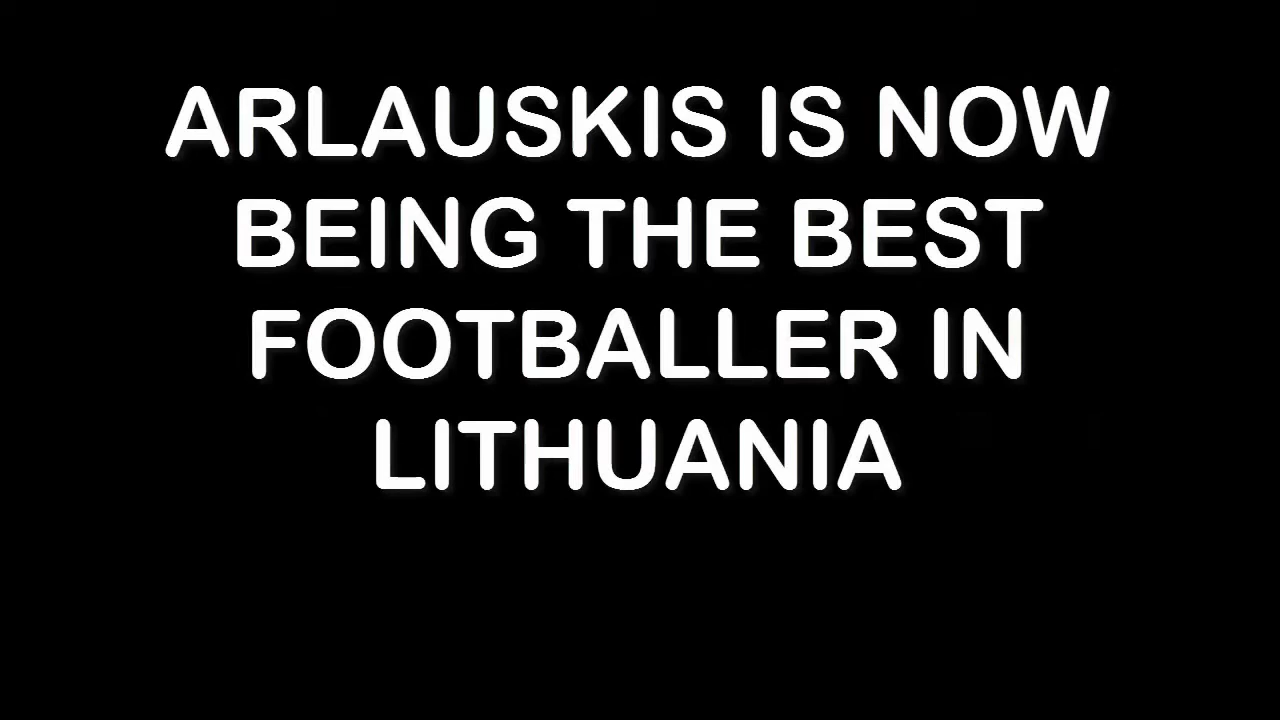 ARLAUSKIS IS NOW
BEING THE BEST
FOOTBALLER IN
LITHUANIA